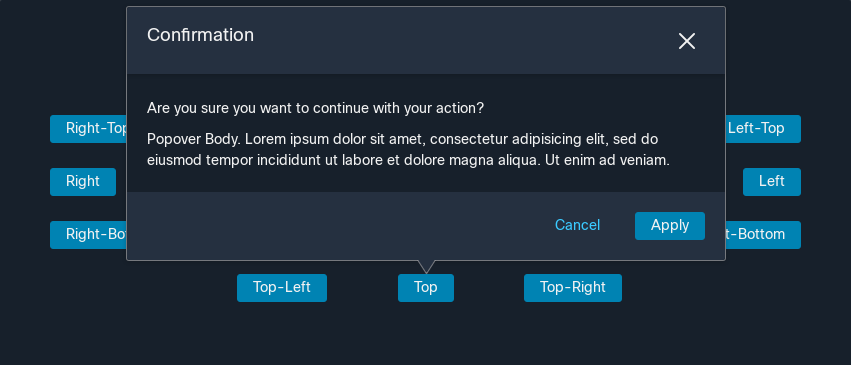 Confirmation
Are you sure you want to continue with your action?
Popover Body. Lorem ipsum dolor sit amet, consectetur adipisicing elit, sed do
eiusmod tempor incididunt ut labore et dolore magna aliqua. Ut enim ad veniam.
Cancel
Apply
Right-Top
Left-Top
Right
Left
Right-Bot
t-Bottom
Top-Left
Top
Top-Right